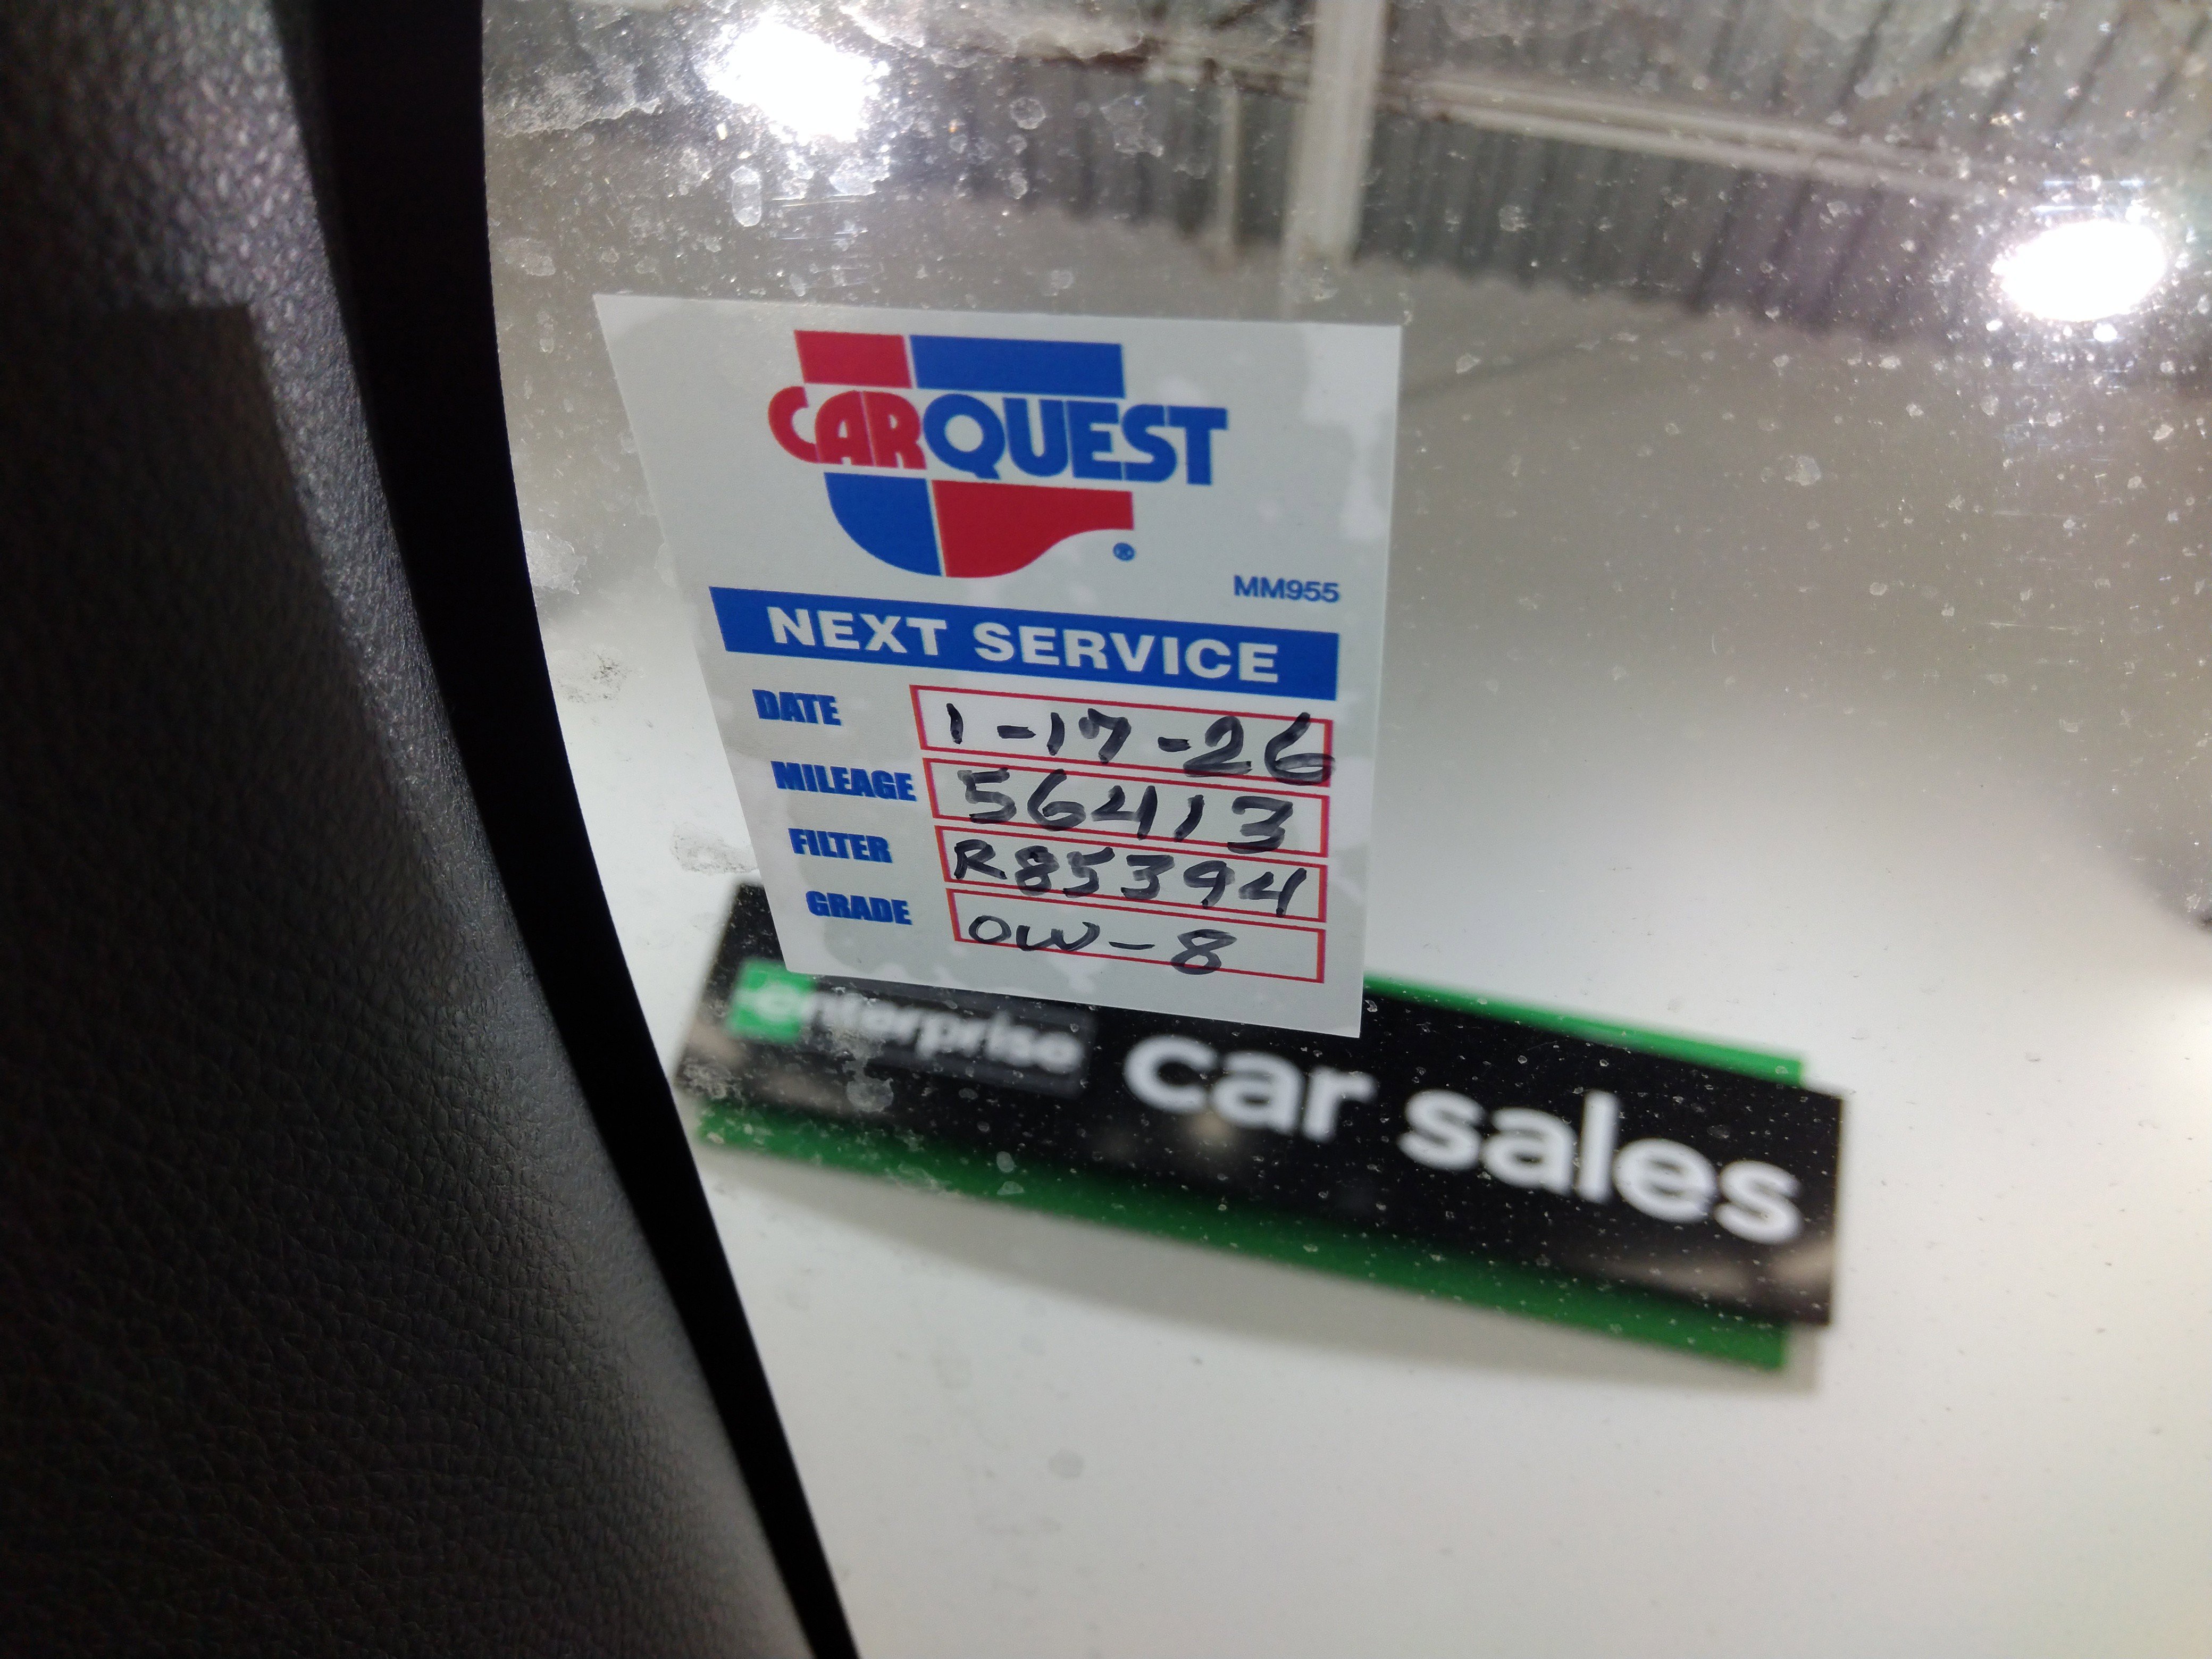 CARQUEST
®
MM955
NEXT SERVICE
DATE 1-17-26
MILEAGE 56413
FILTER R85394
GRADE 0W-8
enterprise car sales